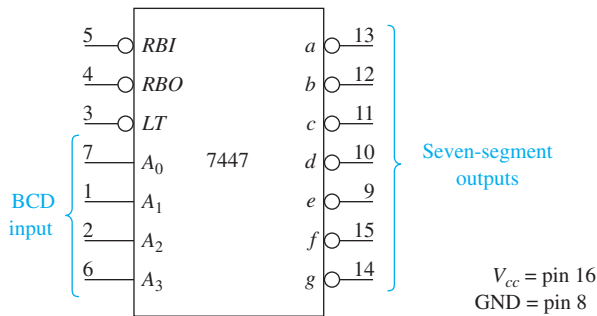 5 RBI a 13
4 RBO b 12
3 LT c 11
7 A0 7447 d 10
1 A1 e 9
2 A2 f 15
6 A3 g 14
BCD
input
Seven-segment
outputs
Vcc = pin 16
GND = pin 8